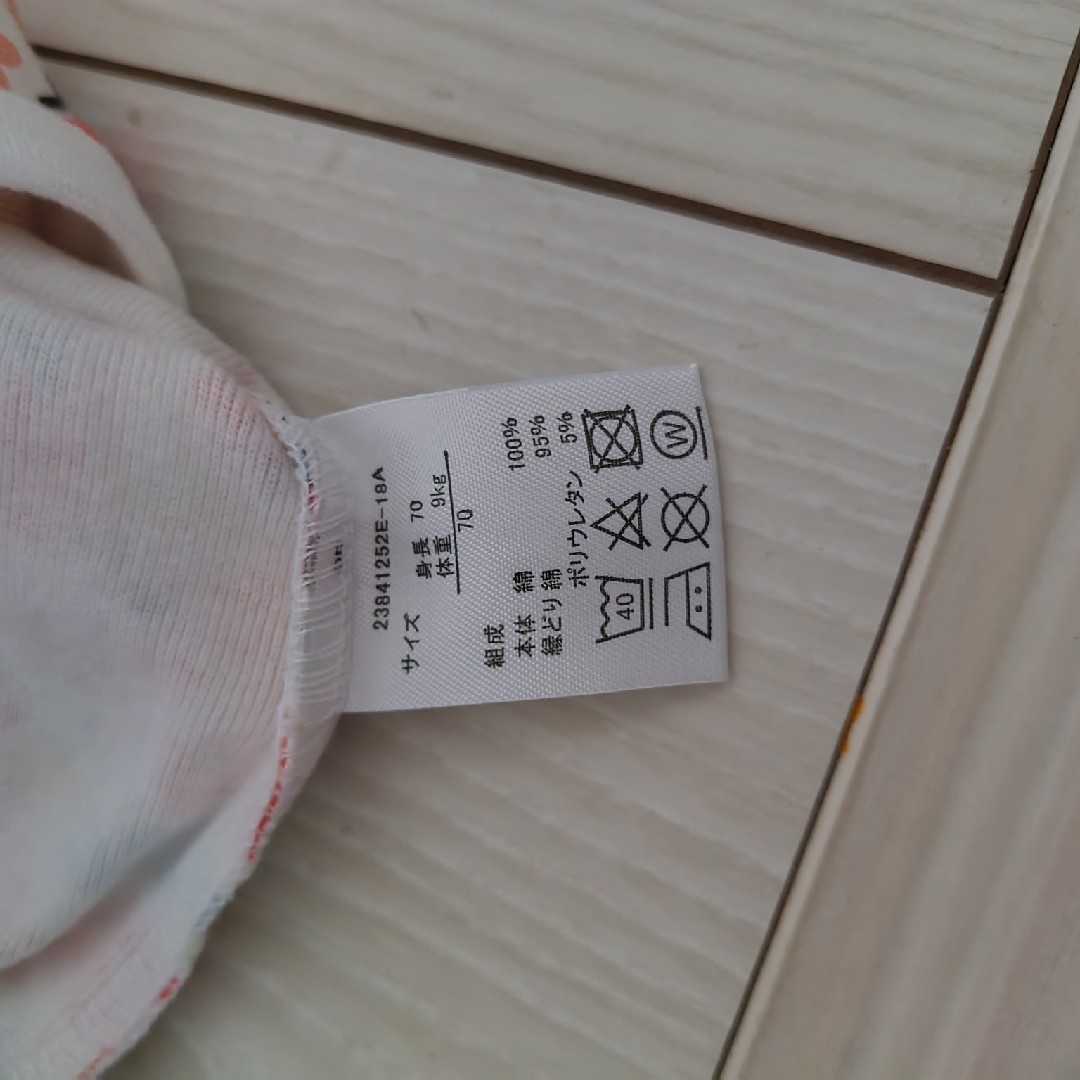 23841252E-18A
サイズ
身長 70
体重 9kg
70
組成
本体 綿 100%
縁どり 綿 95%
ポリウレタン 5%
40
W